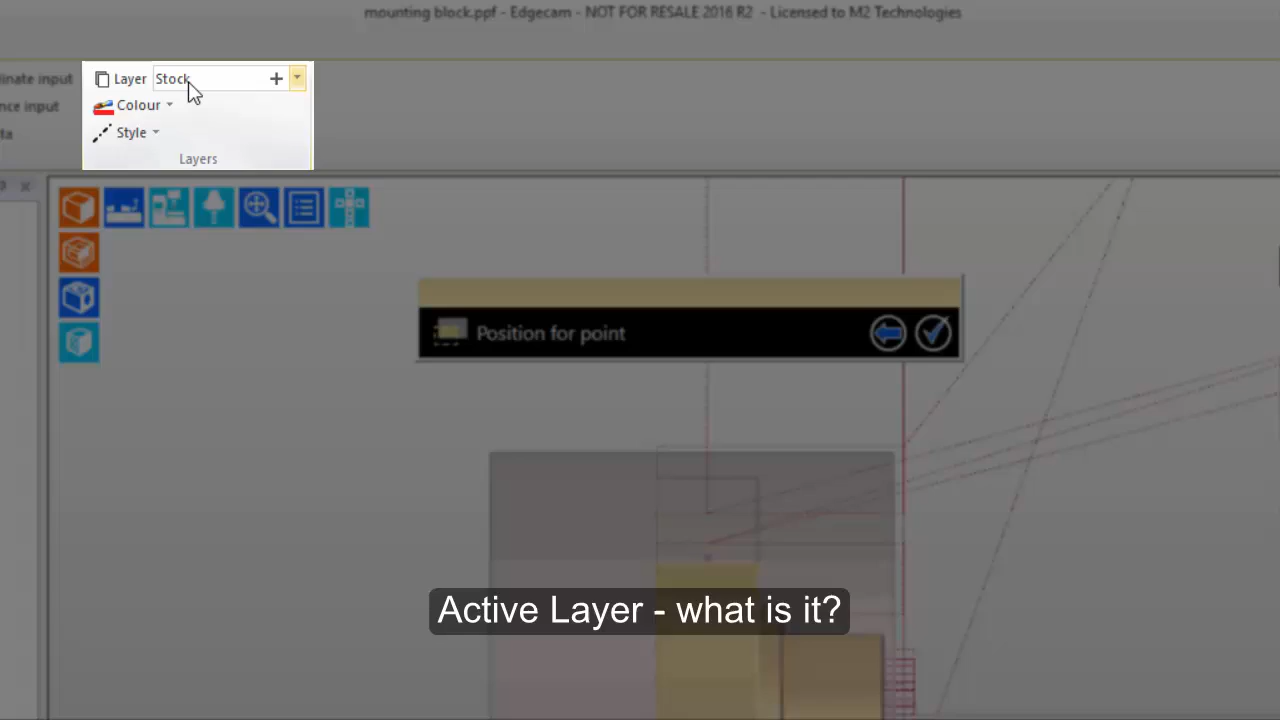 mounting block.ppf - Edgecam - NOT FOR RESALE 2016 R2 - Licensed to M2 Technologies
inate input
Layer Stock
nce input
Colour
ta
Style
Layers
Position for point
Active Layer - what is it?